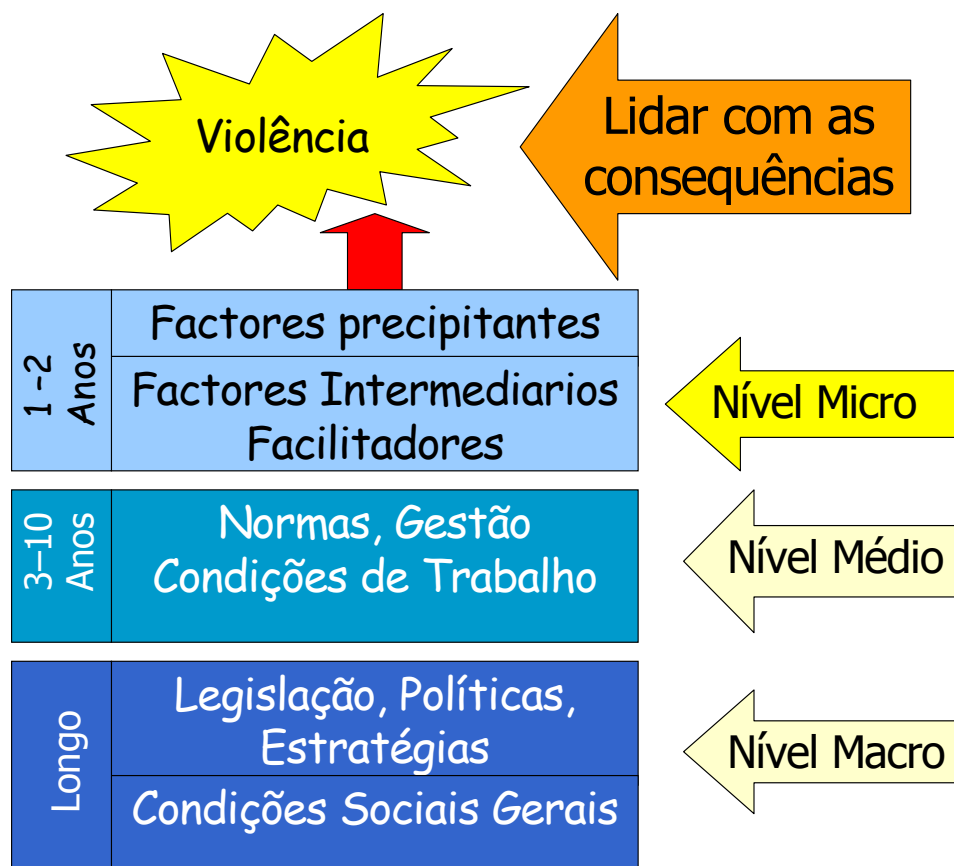 Violência
Lidar com as
consequências
1-2
Anos
Factores precipitantes
Factores Intermediarios
Facilitadores
Nível Micro
3–10
Anos
Normas, Gestão
Condições de Trabalho
Nível Médio
Longo
Legislação, Políticas,
Estratégias
Condições Sociais Gerais
Nível Macro